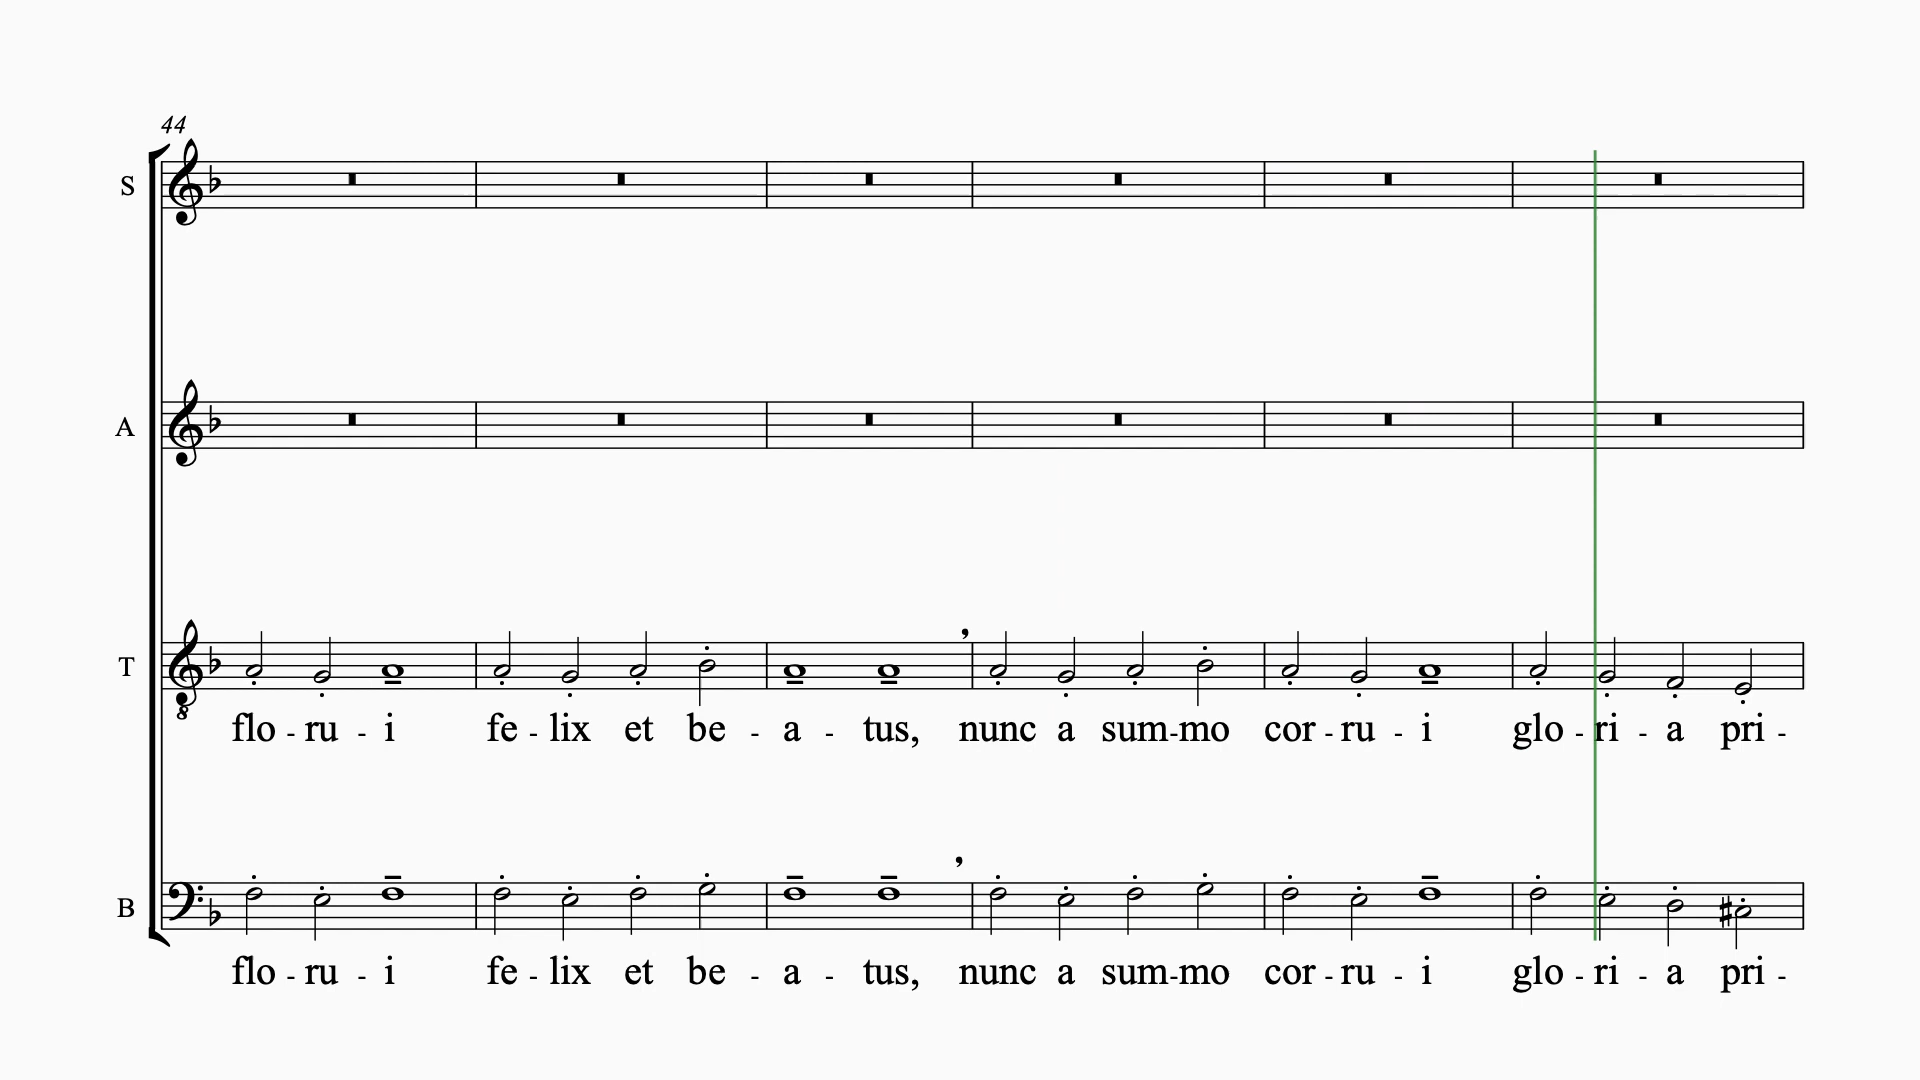 44
S
A
T
flo - ru - i fe - lix et be - a - tus, nunc a sum-mo cor - ru - i glo - ri - a pri -
B
flo - ru - i fe - lix et be - a - tus, nunc a sum-mo cor - ru - i glo - ri - a pri -